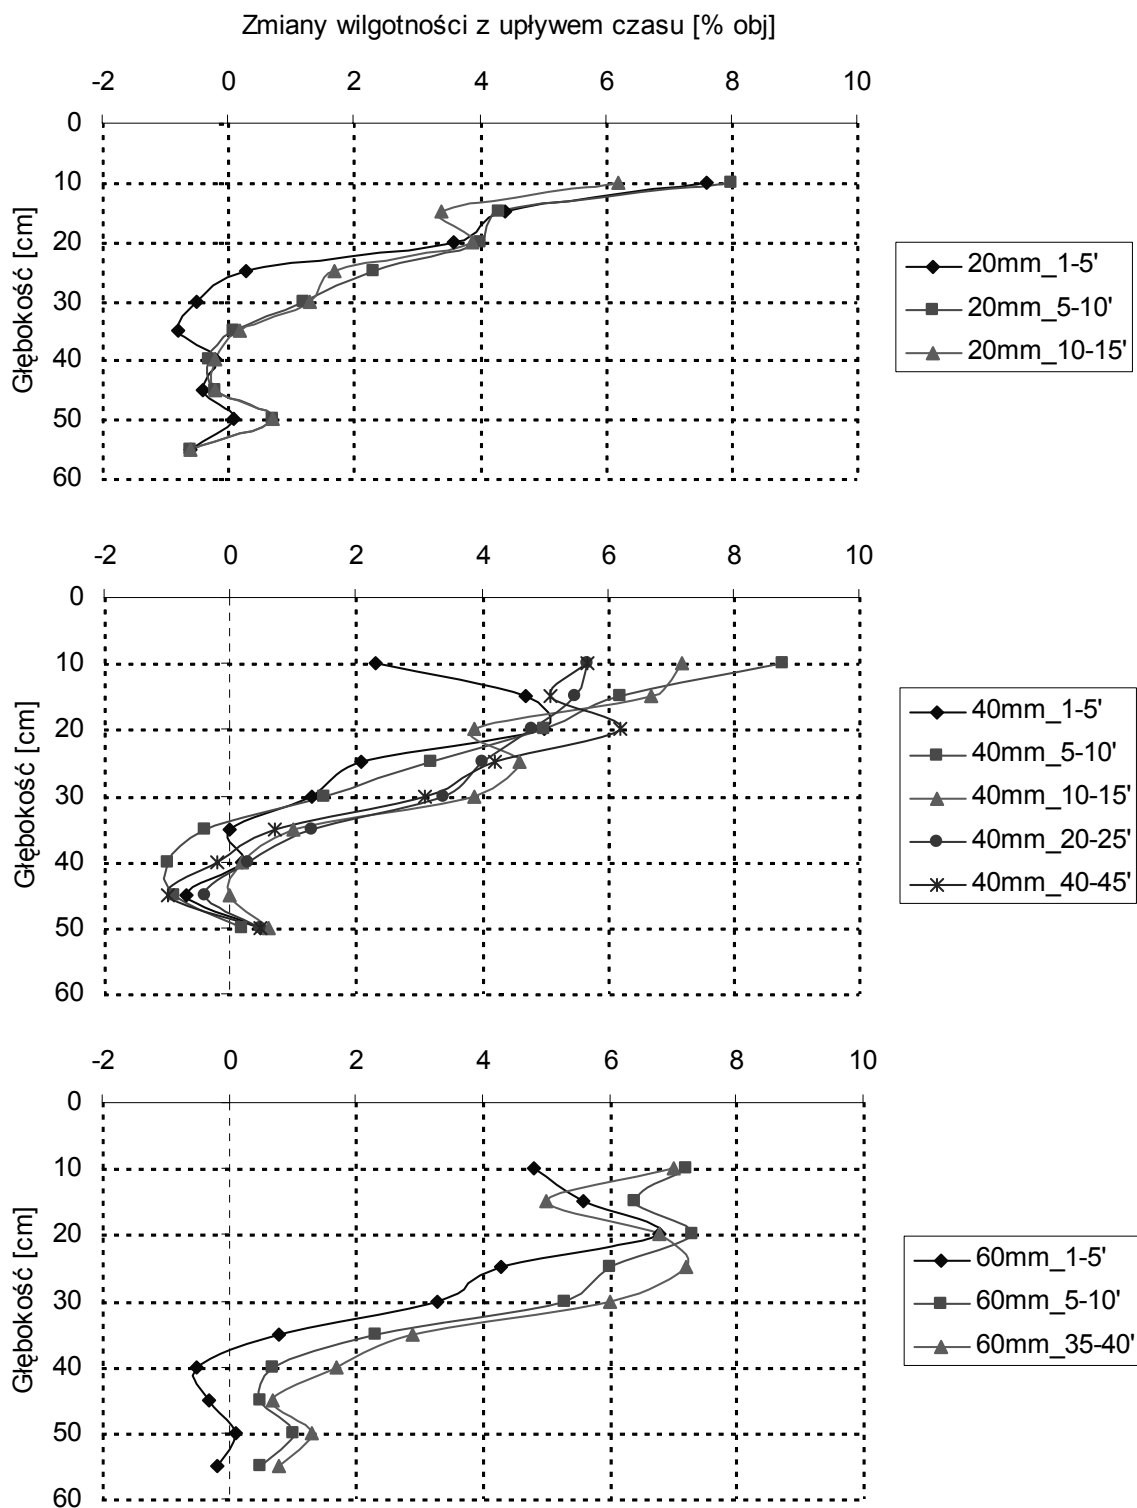 Zmiany wilgotności z upływem czasu [% obj]
-2 0 2 4 6 8 10
0
10
20
30
40
50
60
Głębokość [cm]
20mm_1-5'
20mm_5-10'
20mm_10-15'
-2 0 2 4 6 8 10
0
10
20
30
40
50
60
Głębokość [cm]
40mm_1-5'
40mm_5-10'
40mm_10-15'
40mm_20-25'
40mm_40-45'
-2 0 2 4 6 8 10
0
10
20
30
40
50
60
Głębokość [cm]
60mm_1-5'
60mm_5-10'
60mm_35-40'